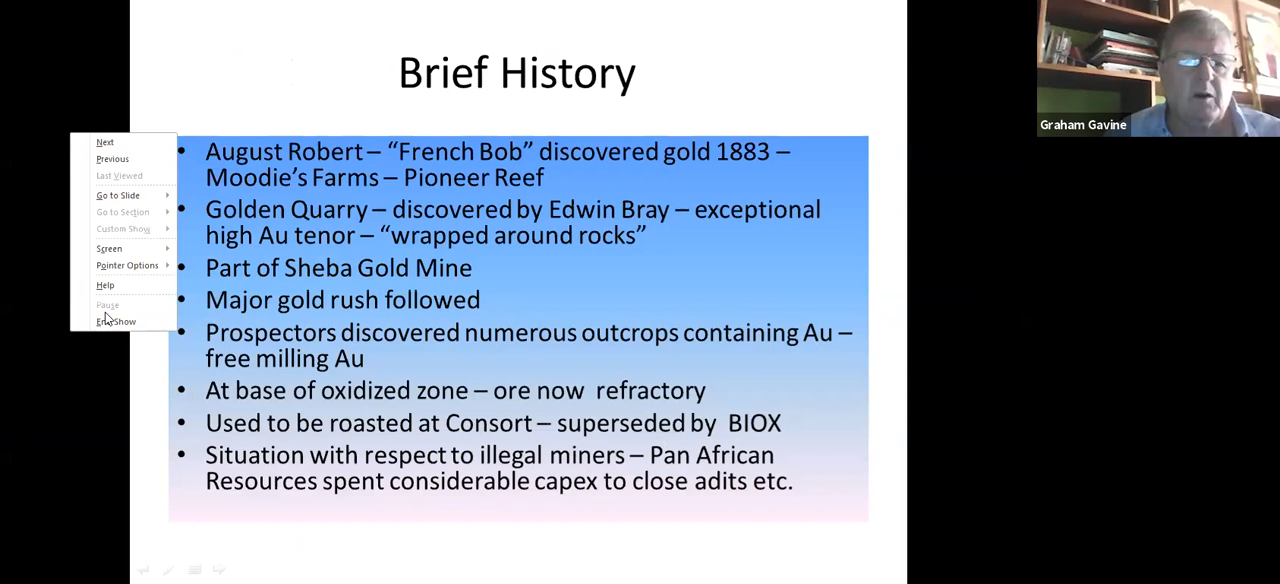 Brief History
Graham Gavine
Next
Previous
Last Viewed
Go to Slide
Go to Section
Custom Show
Screen
Pointer Options
Help
Pause
End Show
• August Robert – “French Bob” discovered gold 1883 –
Moodie’s Farms – Pioneer Reef
• Golden Quarry – discovered by Edwin Bray – exceptional
high Au tenor – “wrapped around rocks”
• Part of Sheba Gold Mine
• Major gold rush followed
• Prospectors discovered numerous outcrops containing Au –
free milling Au
• At base of oxidized zone – ore now refractory
• Used to be roasted at Consort – superseded by BIOX
• Situation with respect to illegal miners – Pan African
Resources spent considerable capex to close adits etc.